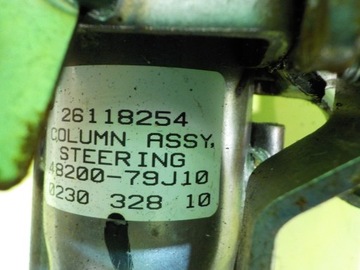 26118254
COLUMN ASSY,
STEERING
48200-79J10
0230 328 10